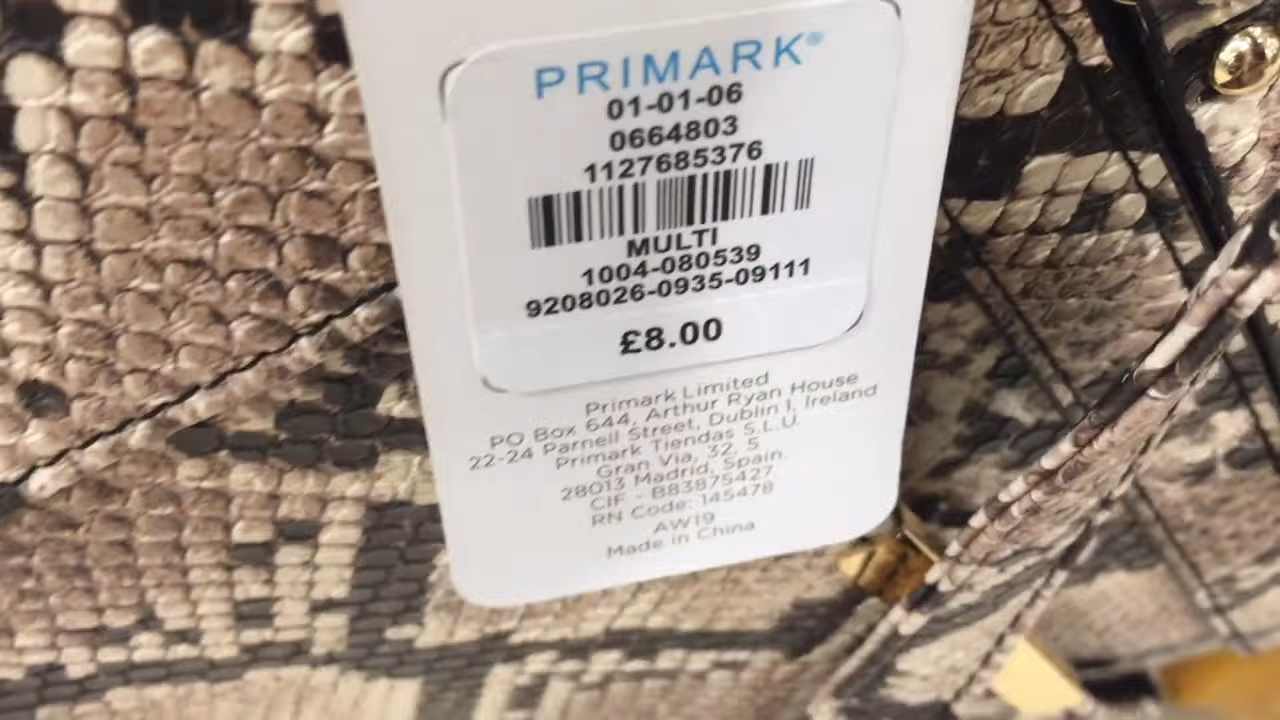 PRIMARK®
01-01-06
0664803
1127685376
MULTI
1004-080539
9208026-0935-09111
£8.00
Primark Limited
PO Box 644, Arthur Ryan House
22-24 Parnell Street, Dublin 1, Ireland
Primark Tiendas S.L.U.
Gran Via, 32, 5
28013 Madrid, Spain.
CIF - B83875427
RN Code: 145478
AW19
Made in China